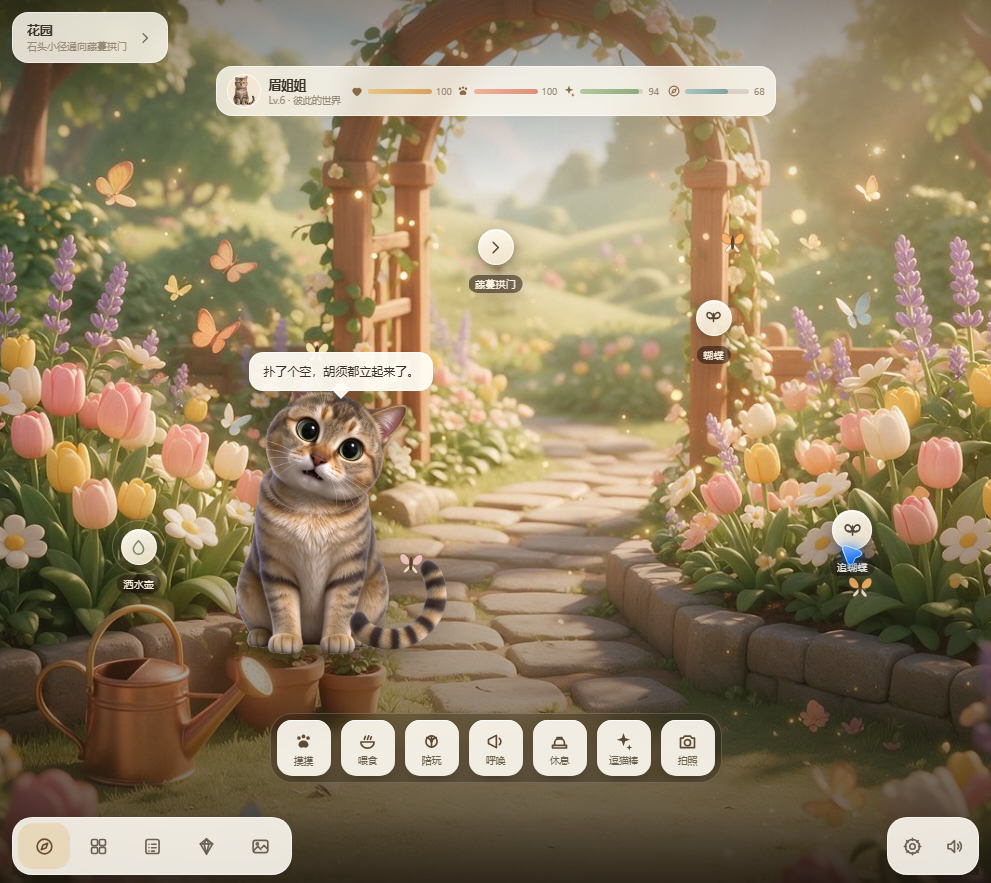 花园
石头小径通向藤蔓拱门
眉姐姐
Lv.6 · 彼此的世界
100
100
94
68
藤蔓拱门
蝴蝶
扑了个空，胡须都立起来了。
洒水壶
追蝴蝶
摸摸
喂食
陪玩
呼唤
休息
逗猫棒
拍照